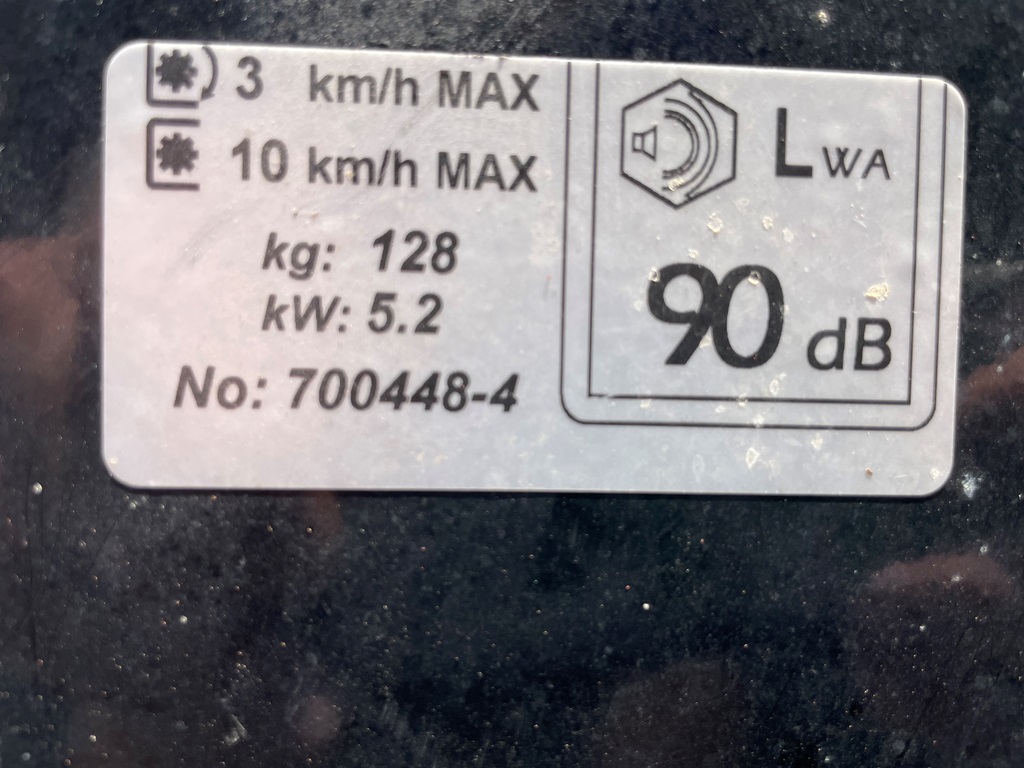 3 km/h MAX
10 km/h MAX
kg: 128
kW: 5.2
No: 700448-4
LWA
90 dB